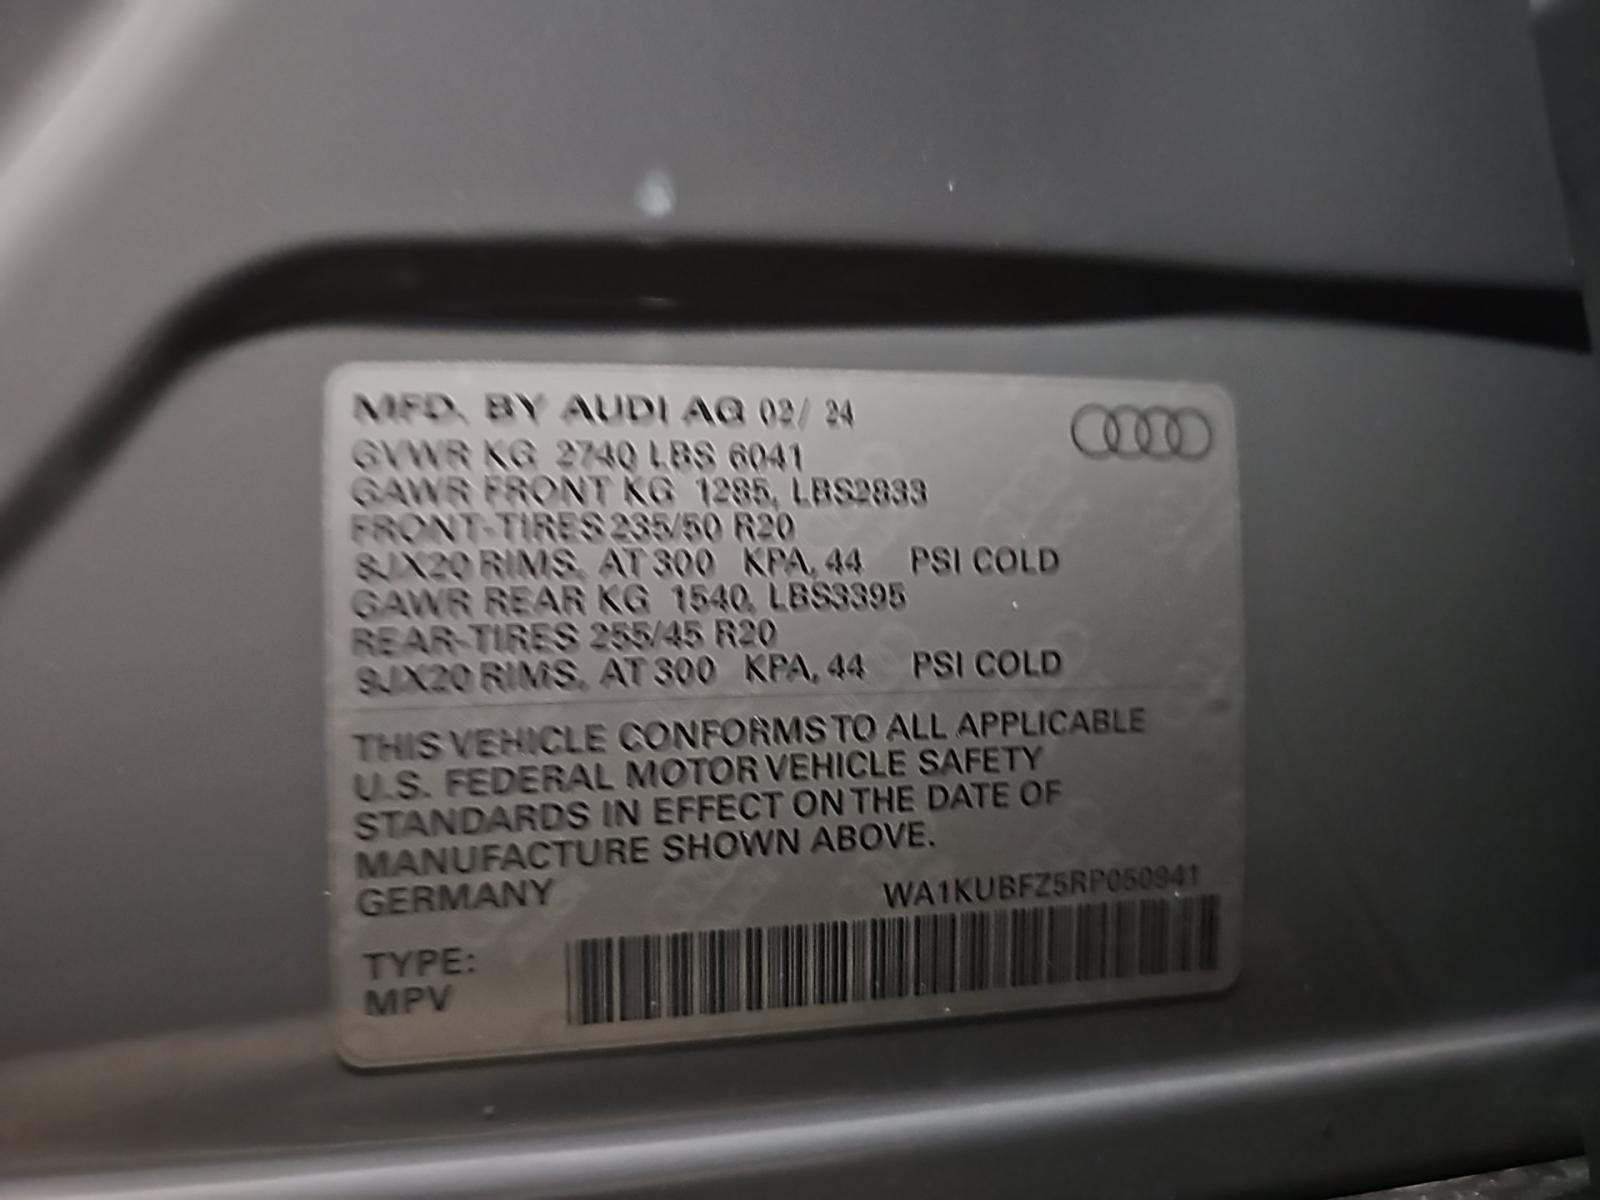 MFD. BY AUDI AG 02/ 24
GVWR KG 2740 LBS 6041
GAWR FRONT KG 1285, LBS2833
FRONT-TIRES 235/50 R20
8JX20 RIMS, AT 300 KPA, 44 PSI COLD
GAWR REAR KG 1540, LBS3395
REAR-TIRES 255/45 R20
9JX20 RIMS, AT 300 KPA, 44 PSI COLD
THIS VEHICLE CONFORMS TO ALL APPLICABLE
U.S. FEDERAL MOTOR VEHICLE SAFETY
STANDARDS IN EFFECT ON THE DATE OF
MANUFACTURE SHOWN ABOVE.
GERMANY WA1KUBFZ5RP050941
TYPE:
MPV